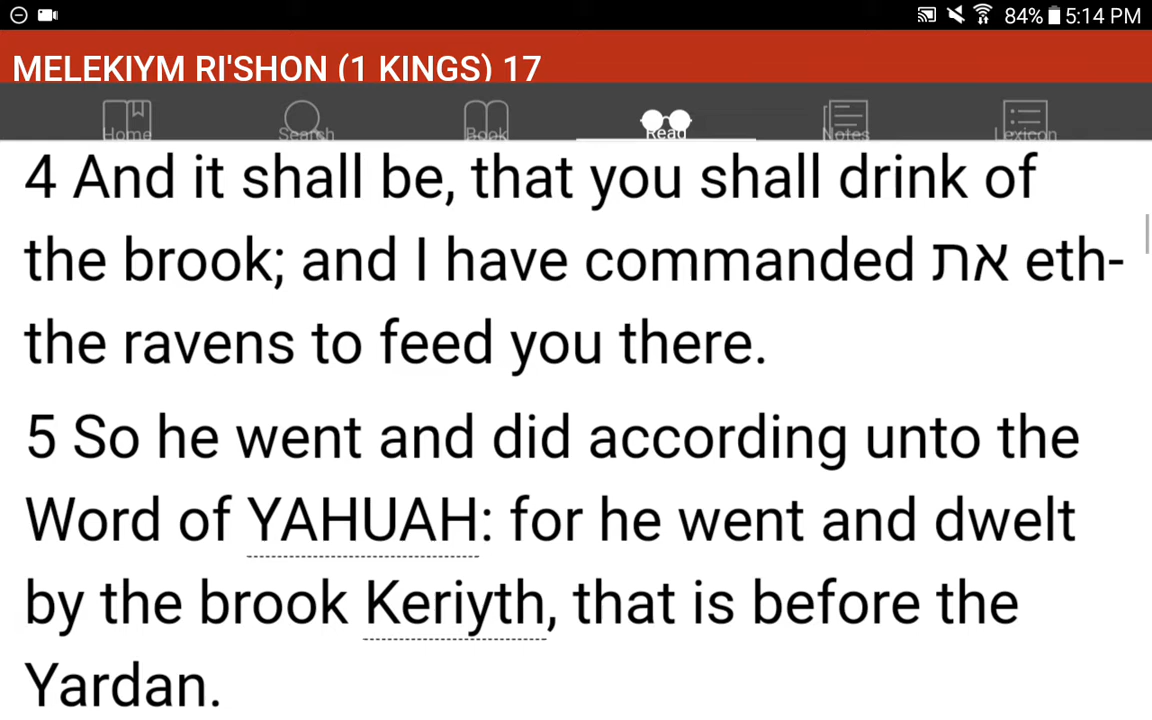 84% 5:14 PM
MELEKIYM RI'SHON (1 KINGS) 17
Home Search Book Read Notes Lexicon
4 And it shall be, that you shall drink of
the brook; and I have commanded את eth-
the ravens to feed you there.
5 So he went and did according unto the
Word of YAHUAH: for he went and dwelt
by the brook Keriyth, that is before the
Yardan.